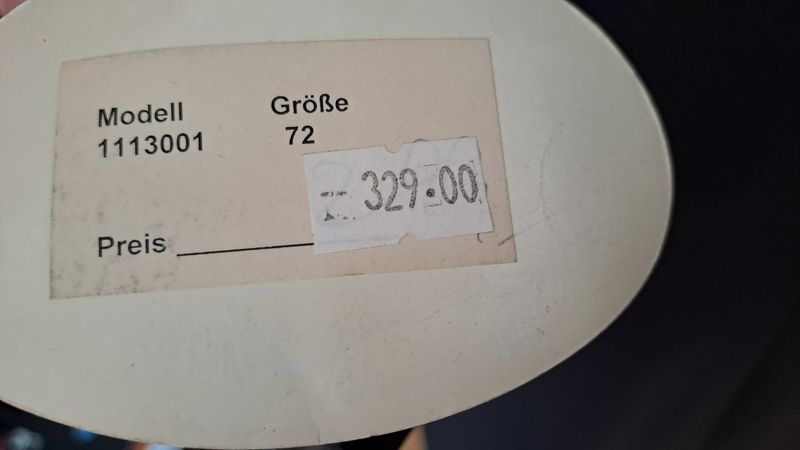 Modell Größe
1113001 72
329.00
Preis